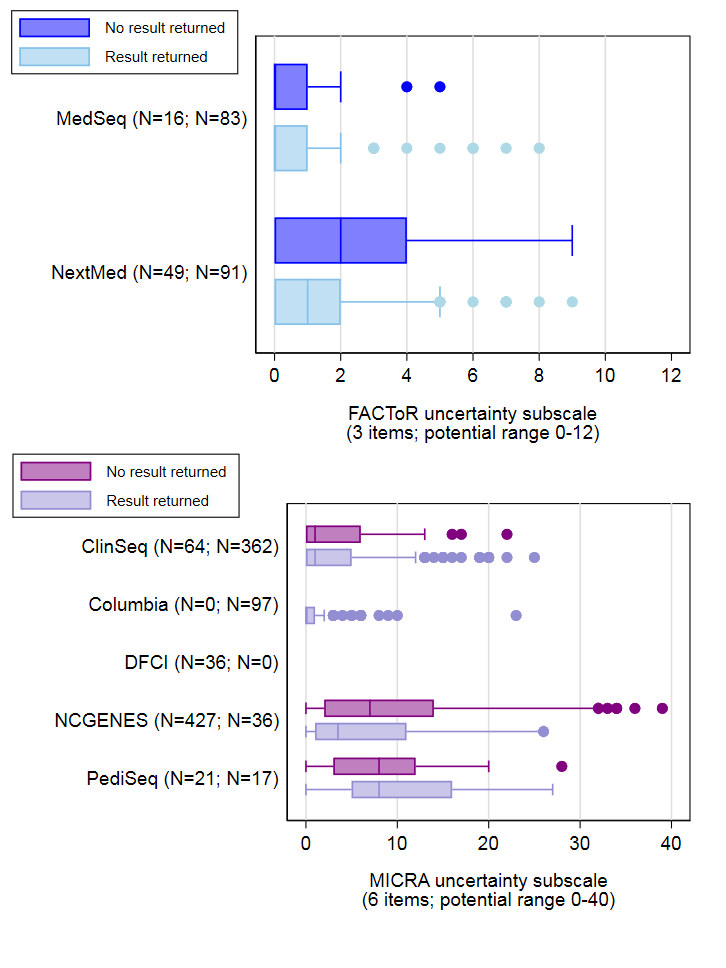 No result returned
Result returned
MedSeq (N=16; N=83)
NextMed (N=49; N=91)
0 2 4 6 8 10 12
FACToR uncertainty subscale
(3 items; potential range 0-12)
No result returned
Result returned
ClinSeq (N=64; N=362)
Columbia (N=0; N=97)
DFCI (N=36; N=0)
NCGENES (N=427; N=36)
PediSeq (N=21; N=17)
0 10 20 30 40
MICRA uncertainty subscale
(6 items; potential range 0-40)